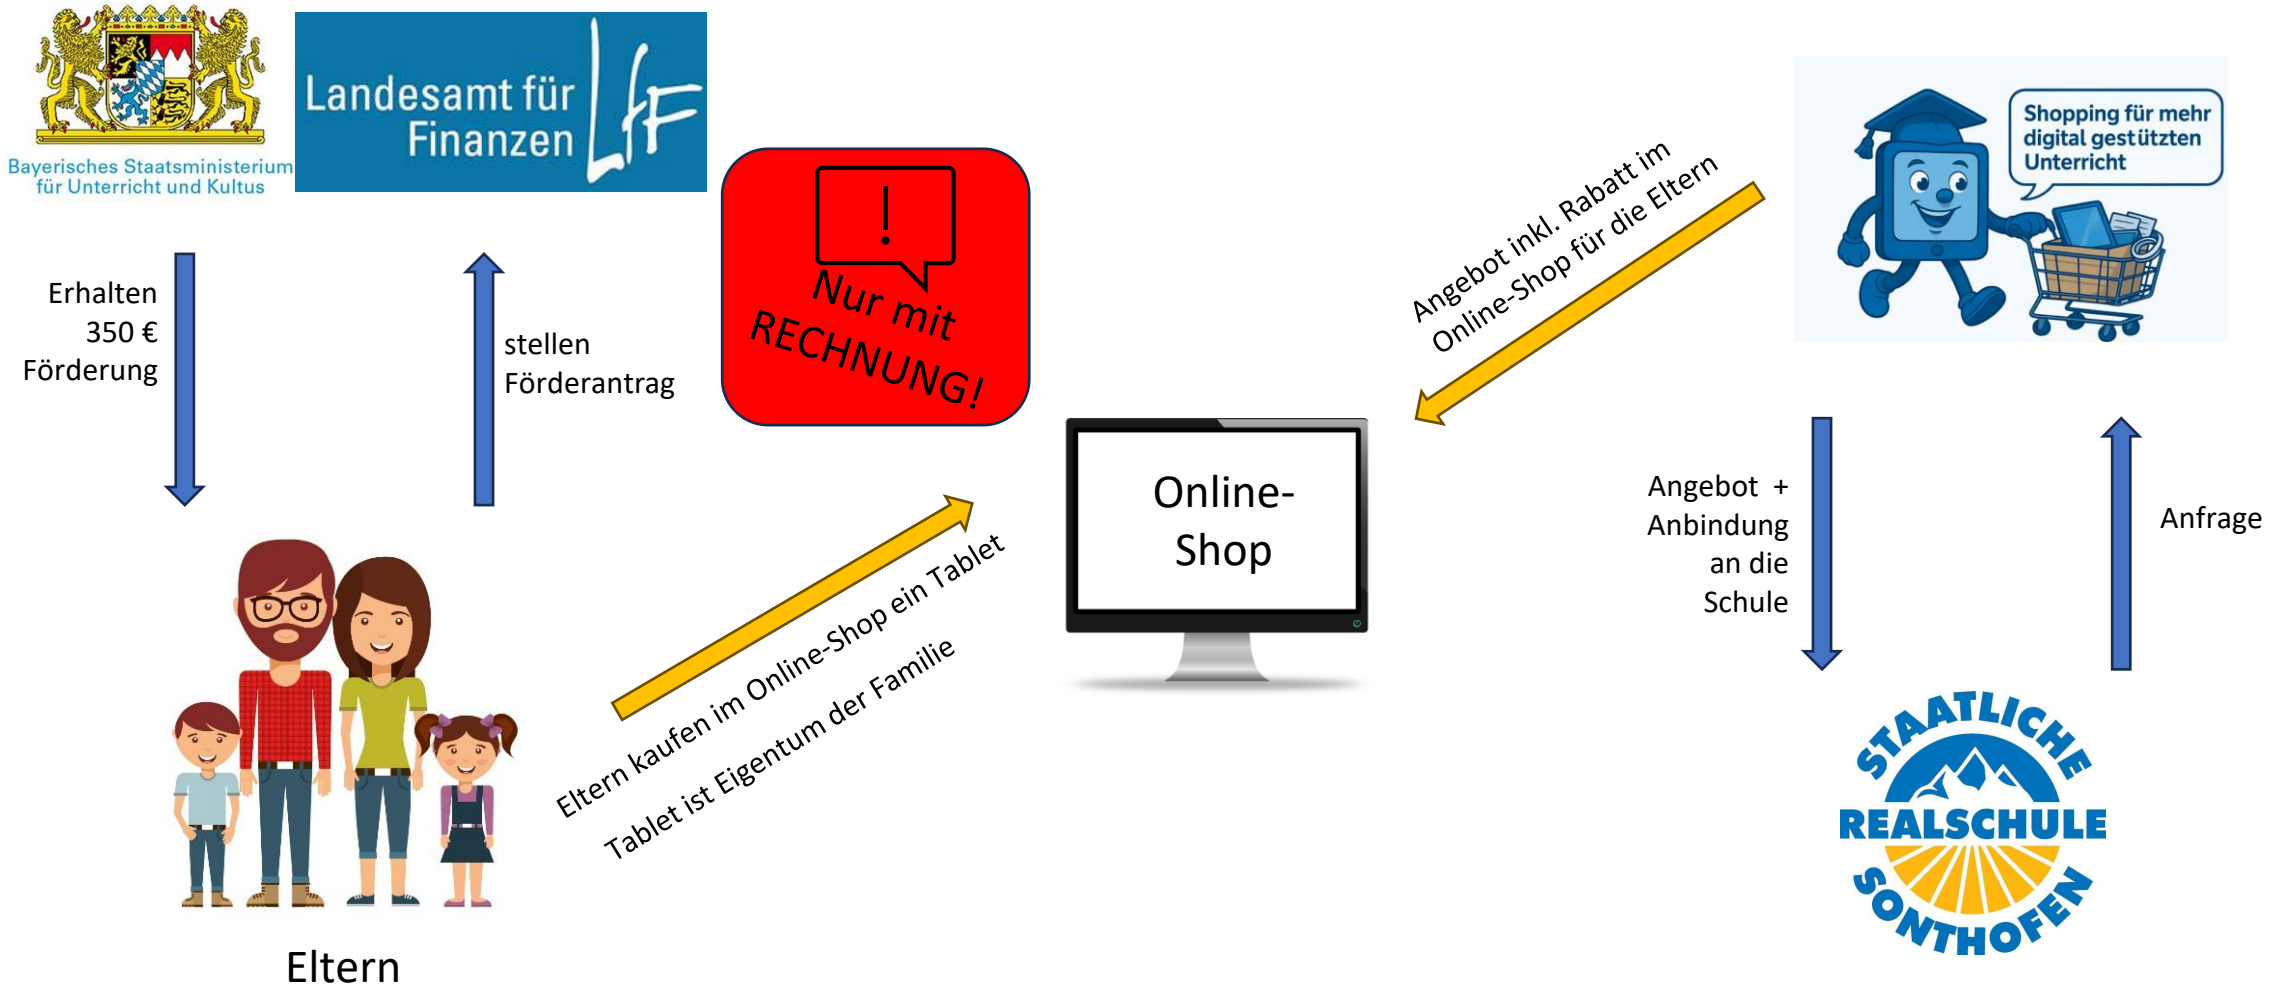 Bayerisches Staatsministerium
für Unterricht und Kultus
Landesamt für
Finanzen
LfF
!
Nur mit
RECHNUNG!
Shopping für mehr
digital gestützten
Unterricht
Erhalten
350 €
Förderung
stellen
Förderantrag
Angebot inkl. Rabatt im
Online-Shop für die Eltern
Online-
Shop
Angebot +
Anbindung
an die
Schule
Anfrage
Eltern kaufen im Online-Shop ein Tablet
Tablet ist Eigentum der Familie
STAATLICHE
REALSCHULE
SONTHOFEN
Eltern